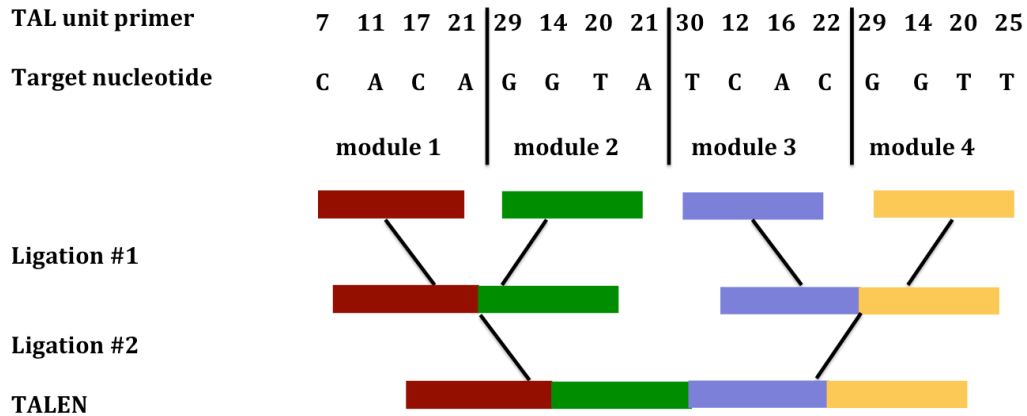 TAL unit primer 7 11 17 21 29 14 20 21 30 12 16 22 29 14 20 25
Target nucleotide C A C A G G T A T C A C G G T T
module 1 module 2 module 3 module 4
Ligation #1
Ligation #2
TALEN